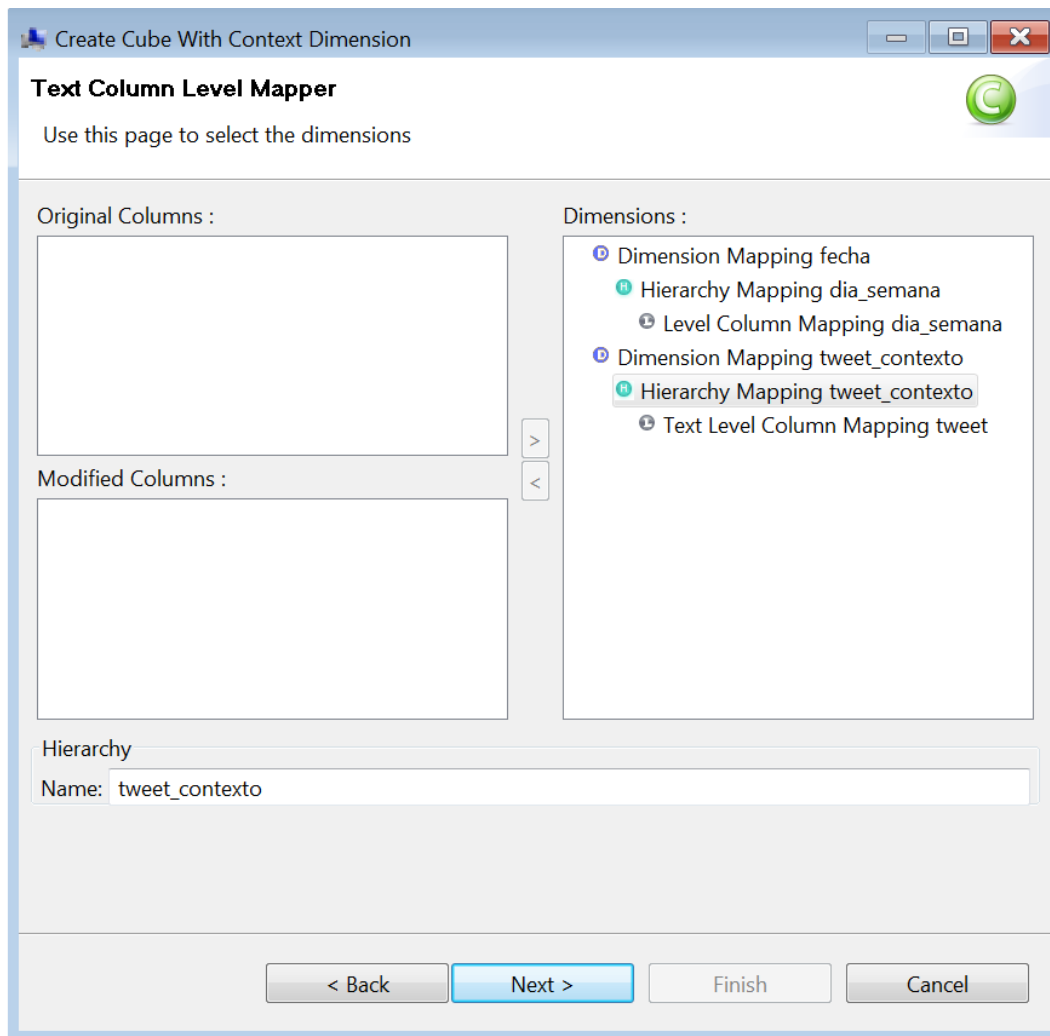 Create Cube With Context Dimension
Text Column Level Mapper
Use this page to select the dimensions
C
Original Columns :
Dimensions :
D Dimension Mapping fecha
H Hierarchy Mapping dia_semana
L Level Column Mapping dia_semana
D Dimension Mapping tweet_contexto
H Hierarchy Mapping tweet_contexto
L Text Level Column Mapping tweet
>
<
Modified Columns :
Hierarchy
Name: tweet_contexto
< Back Next > Finish Cancel